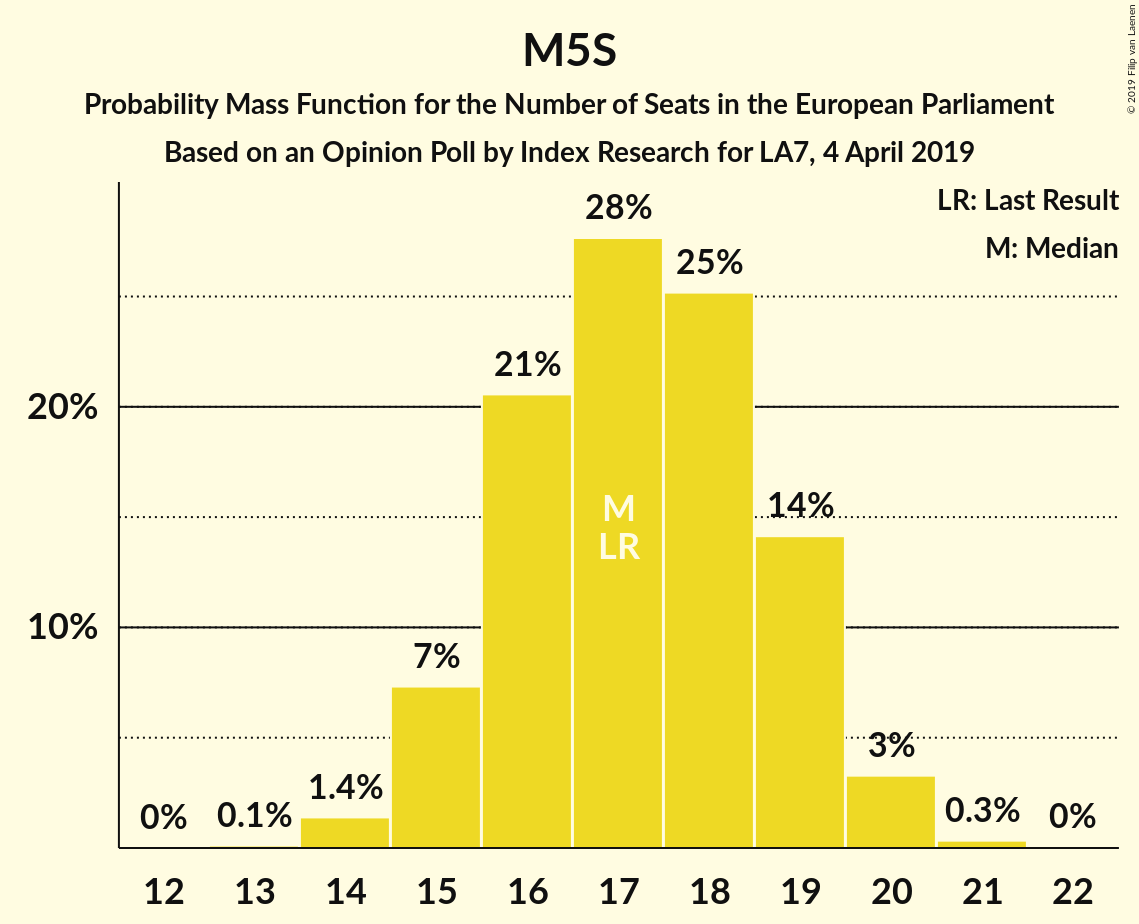 M5S
Probability Mass Function for the Number of Seats in the European Parliament
Based on an Opinion Poll by Index Research for LA7, 4 April 2019
© 2019 Filip van Laenen
LR: Last Result
M: Median
28%
25%
21%
20%
14%
M
LR
10%
7%
3%
1.4%
0.1%
0.3%
0%
0%
12 13 14 15 16 17 18 19 20 21 22